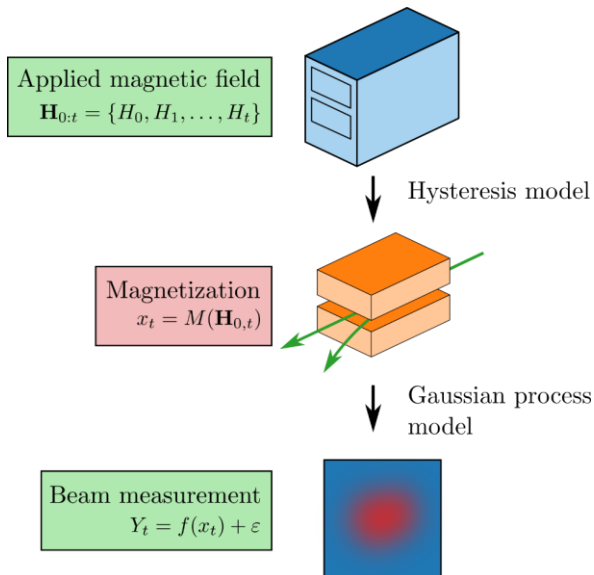 Applied magnetic field
H₀:ₜ = {H₀, H₁, . . . , Hₜ}
Hysteresis model
Magnetization
xₜ = M(H₀,ₜ)
Gaussian process
model
Beam measurement
Yₜ = f(xₜ) + ε